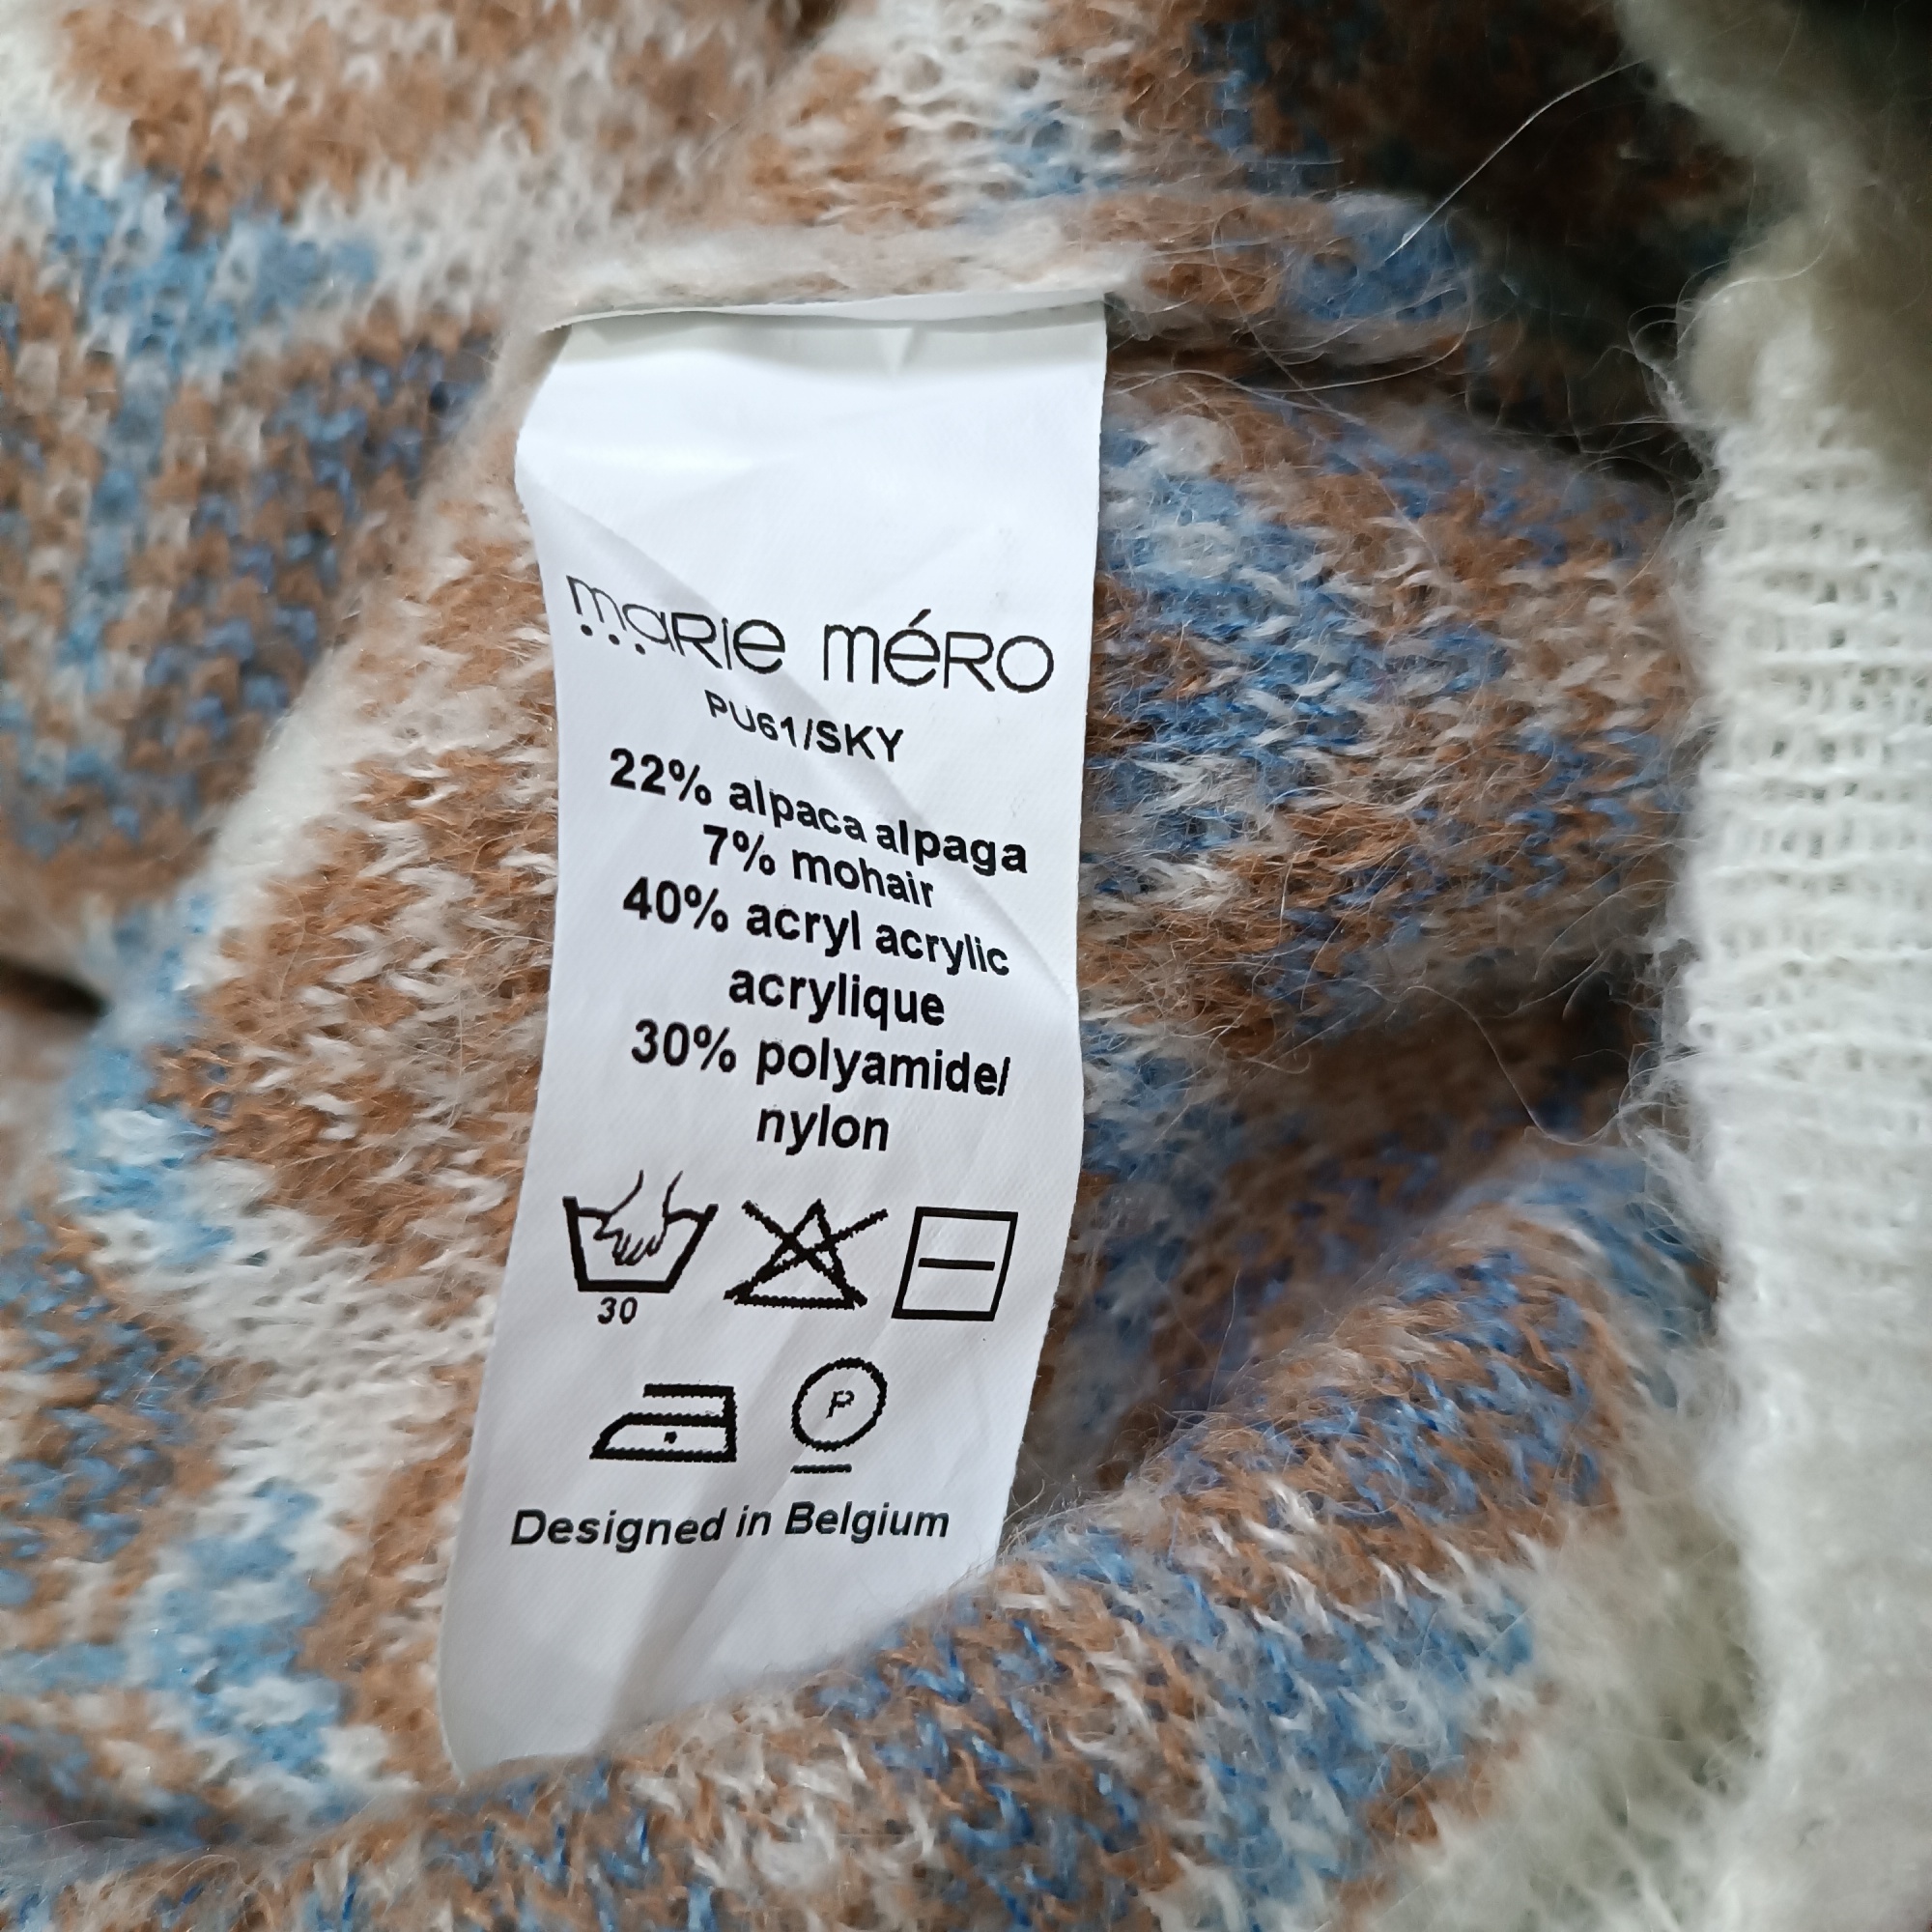 marie méro
PU61/SKY
22% alpaca alpaga
7% mohair
40% acryl acrylic
acrylique
30% polyamide/
nylon
30
P
Designed in Belgium